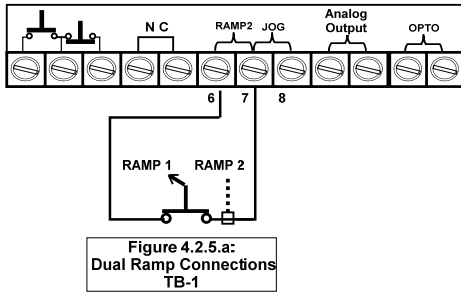 N C
RAMP2 JOG
Analog
Output
OPTO
6 7 8
RAMP 1 RAMP 2
Figure 4.2.5.a:
Dual Ramp Connections
TB-1